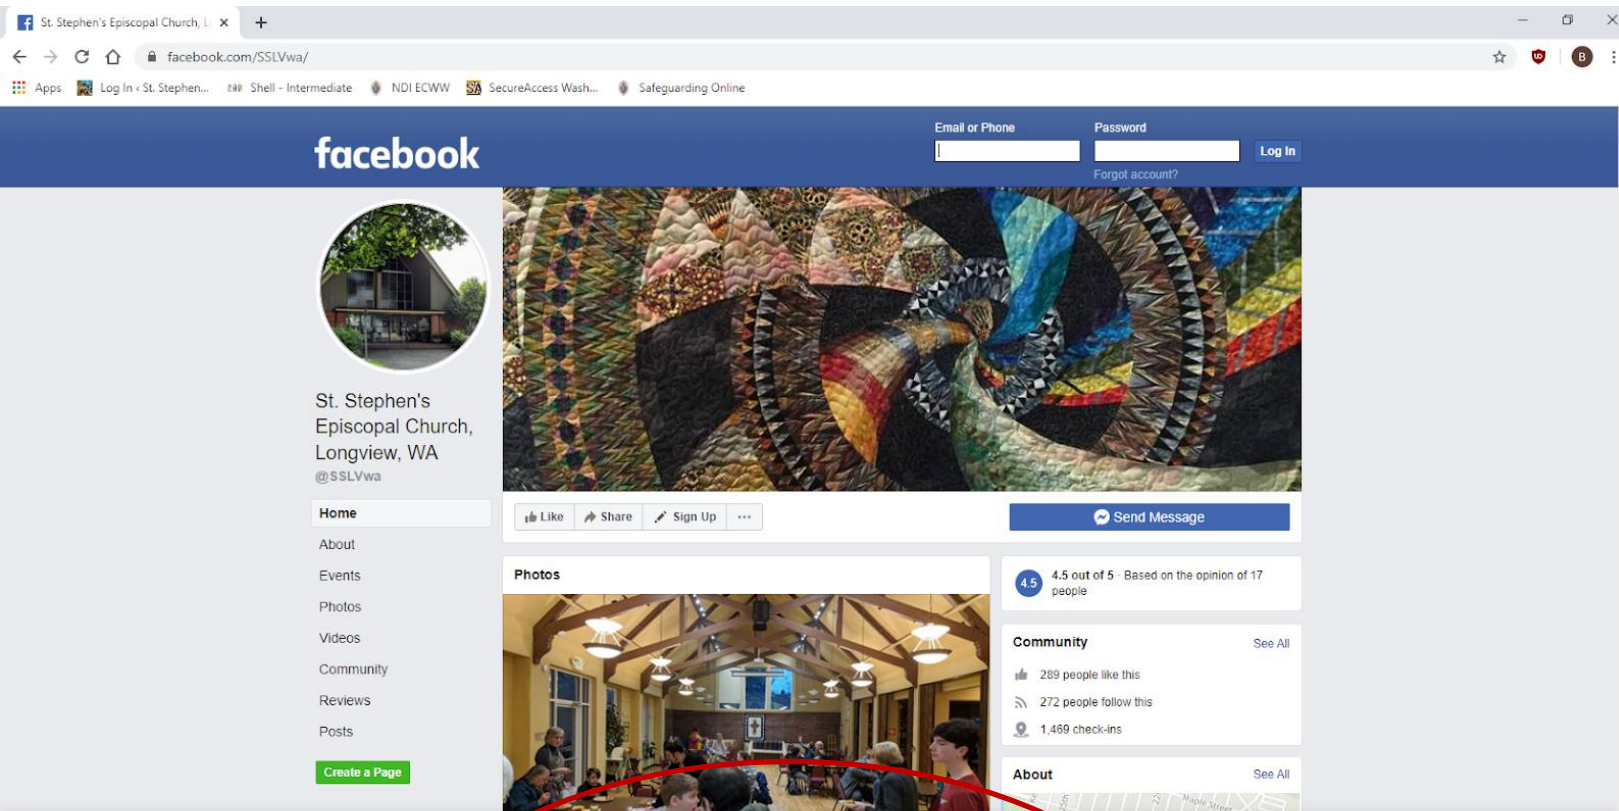 St. Stephen's Episcopal Church, L
facebook.com/SSLVwa/
B
Apps Log In ‹ St. Stephen... Shell - Intermediate NDI ECWW SA SecureAccess Wash... Safeguarding Online
facebook
Email or Phone Password
Log In
Forgot account?
St. Stephen's
Episcopal Church,
Longview, WA
@SSLVwa
Home
About
Events
Photos
Videos
Community
Reviews
Posts
Create a Page
Like Share Sign Up ...
Send Message
Photos
4.5
4.5 out of 5 · Based on the opinion of 17
people
Community See All
289 people like this
272 people follow this
1,469 check-ins
About See All
Maple Street